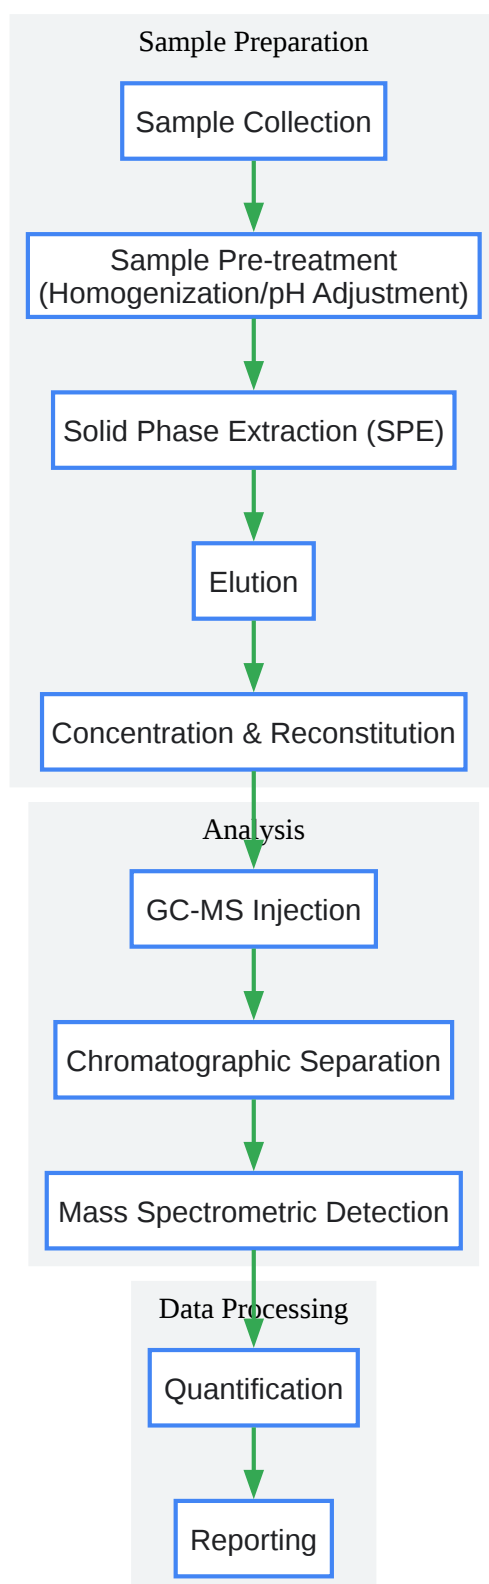 Sample Preparation
Sample Collection
Sample Pre-treatment
(Homogenization/pH Adjustment)
Solid Phase Extraction (SPE)
Elution
Concentration & Reconstitution
Analysis
GC-MS Injection
Chromatographic Separation
Mass Spectrometric Detection
Data Processing
Quantification
Reporting